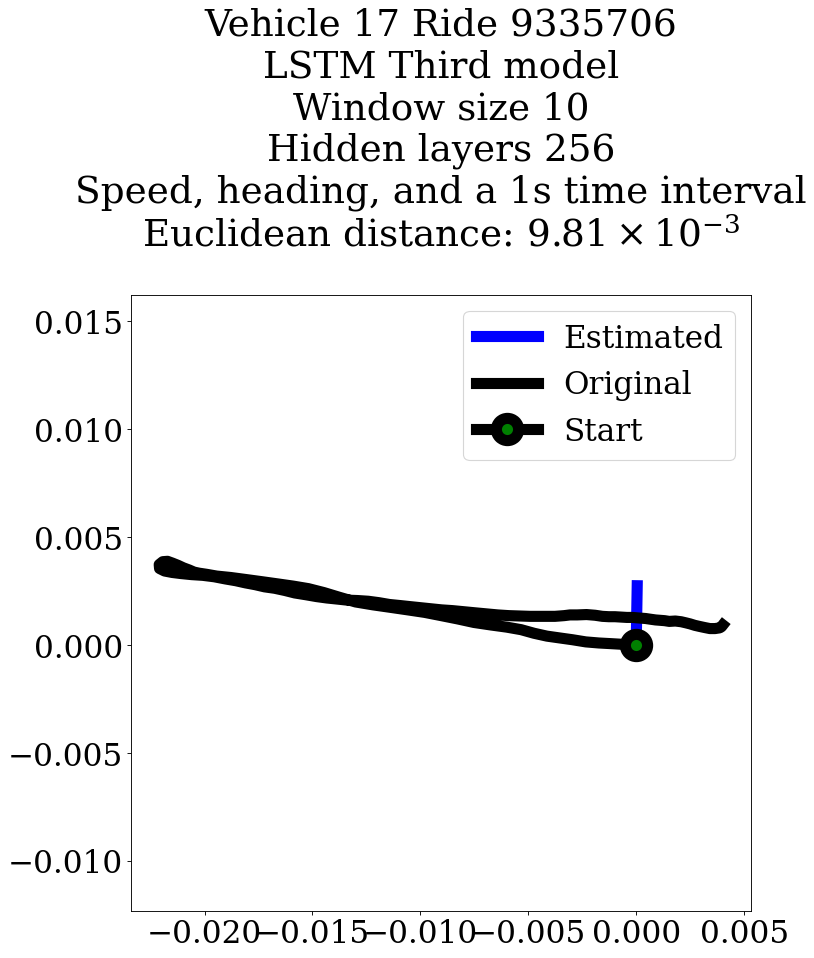 Vehicle 17 Ride 9335706
LSTM Third model
Window size 10
Hidden layers 256
Speed, heading, and a 1s time interval
Euclidean distance: 9.81 × 10⁻³
Estimated
Original
Start
0.015
0.010
0.005
0.000
−0.005
−0.010
−0.020 −0.015 −0.010 −0.005 0.000 0.005